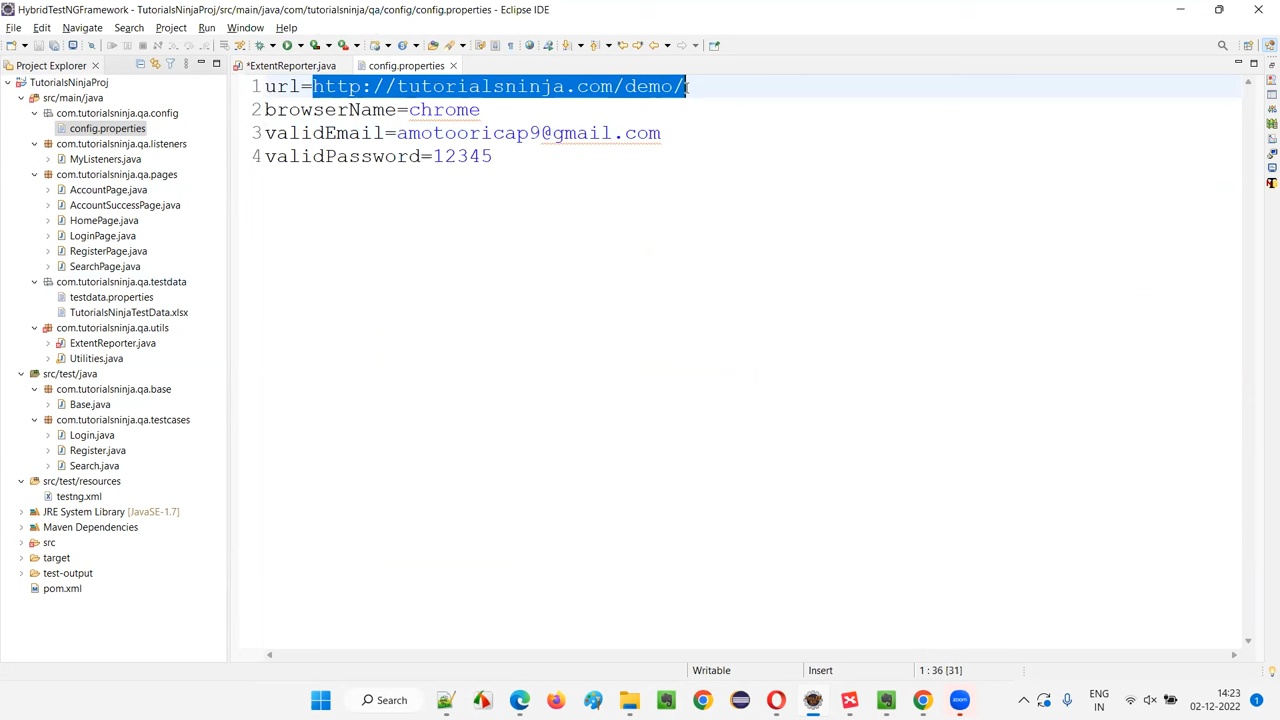 HybridTestNGFramework - TutorialsNinjaProj/src/main/java/com/tutorialsninja/qa/config/config.properties - Eclipse IDE
File Edit Navigate Search Project Run Window Help
Project Explorer
*ExtentReporter.java
config.properties
TutorialsNinjaProj
src/main/java
com.tutorialsninja.qa.config
config.properties
com.tutorialsninja.qa.listeners
MyListeners.java
com.tutorialsninja.qa.pages
AccountPage.java
AccountSuccessPage.java
HomePage.java
LoginPage.java
RegisterPage.java
SearchPage.java
com.tutorialsninja.qa.testdata
testdata.properties
TutorialsNinjaTestData.xlsx
com.tutorialsninja.qa.utils
ExtentReporter.java
Utilities.java
src/test/java
com.tutorialsninja.qa.base
Base.java
com.tutorialsninja.qa.testcases
Login.java
Register.java
Search.java
src/test/resources
testng.xml
JRE System Library [JavaSE-1.7]
Maven Dependencies
src
target
test-output
pom.xml
1 url=http://tutorialsninja.com/demo/
2 browserName=chrome
3 validEmail=amotooricap9@gmail.com
4 validPassword=12345
Writable
Insert
1 : 36 [31]
Search
ENG
IN
14:23
02-12-2022